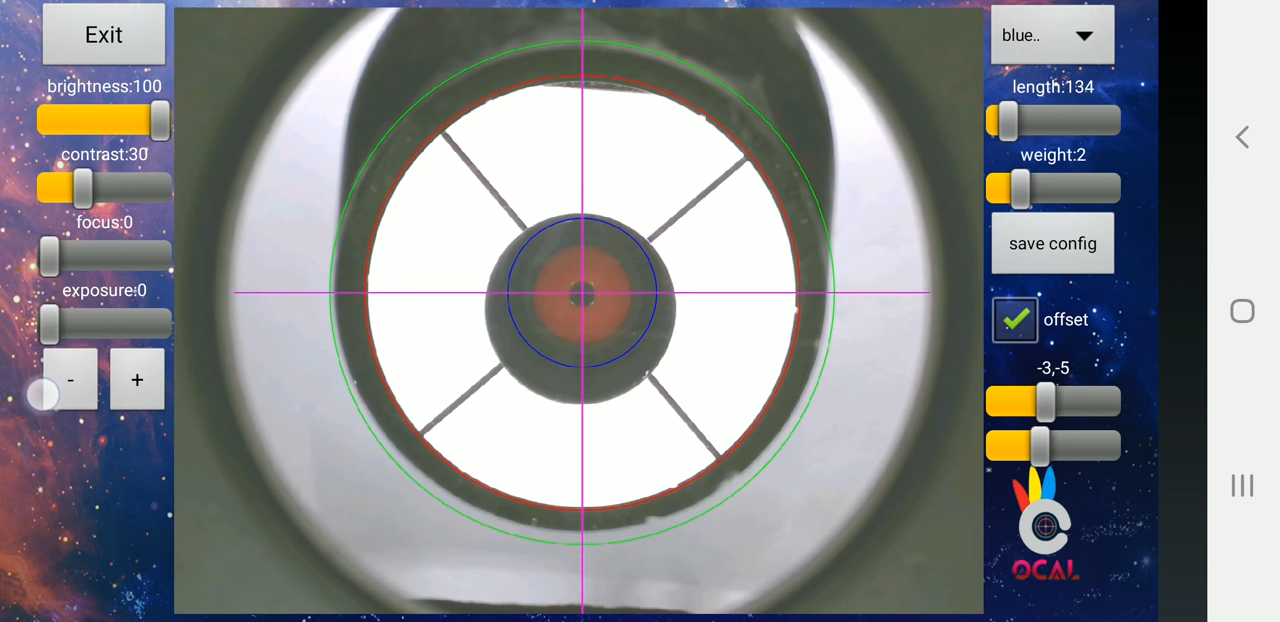 Exit
brightness:100
contrast:30
focus:0
exposure:0
-
+
blue..
length:134
weight:2
save config
offset
-3,-5
OCAL